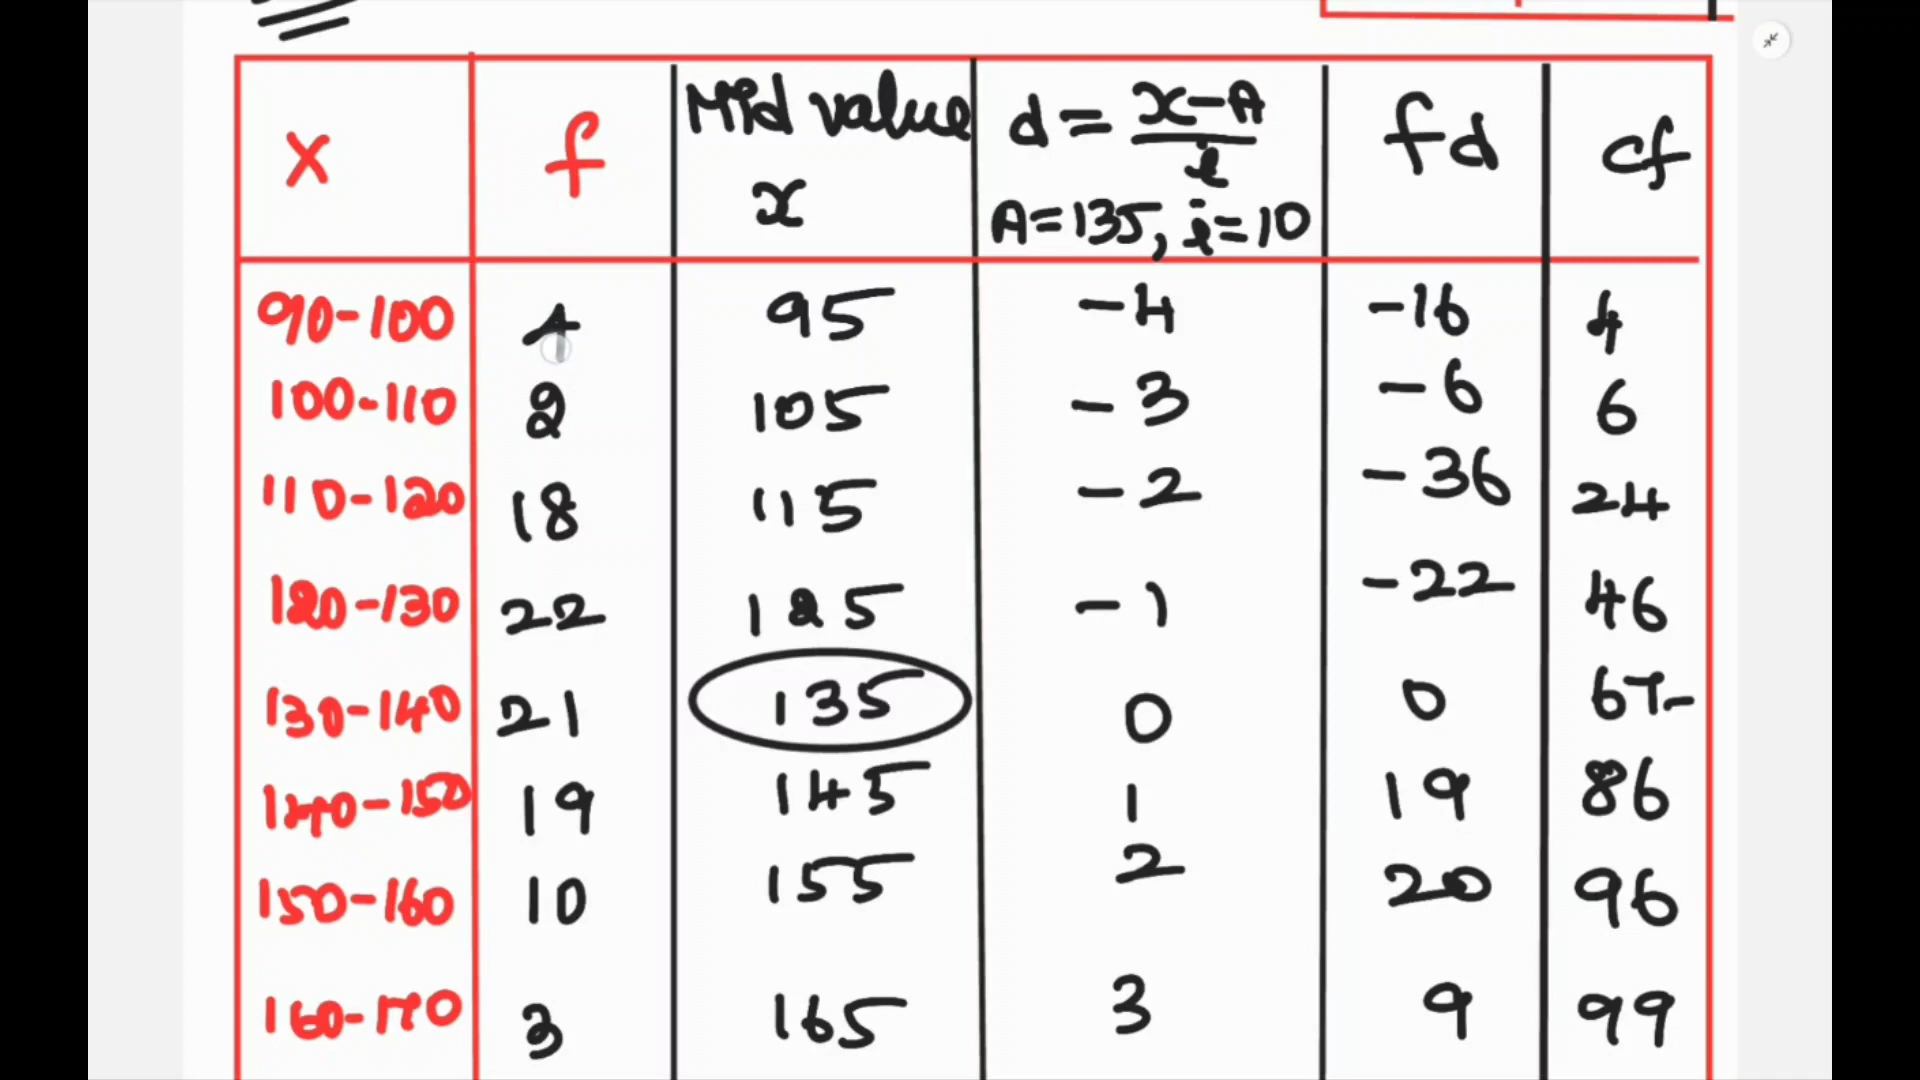 X f Mid value x d = x-A/i A=135, i=10 fd cf
90-100 4 95 -4 -16 4
100-110 2 105 -3 -6 6
110-120 18 115 -2 -36 24
120-130 22 125 -1 -22 46
130-140 21 135 0 0 67-
140-150 19 145 1 19 86
150-160 10 155 2 20 96
160-170 3 165 3 9 99